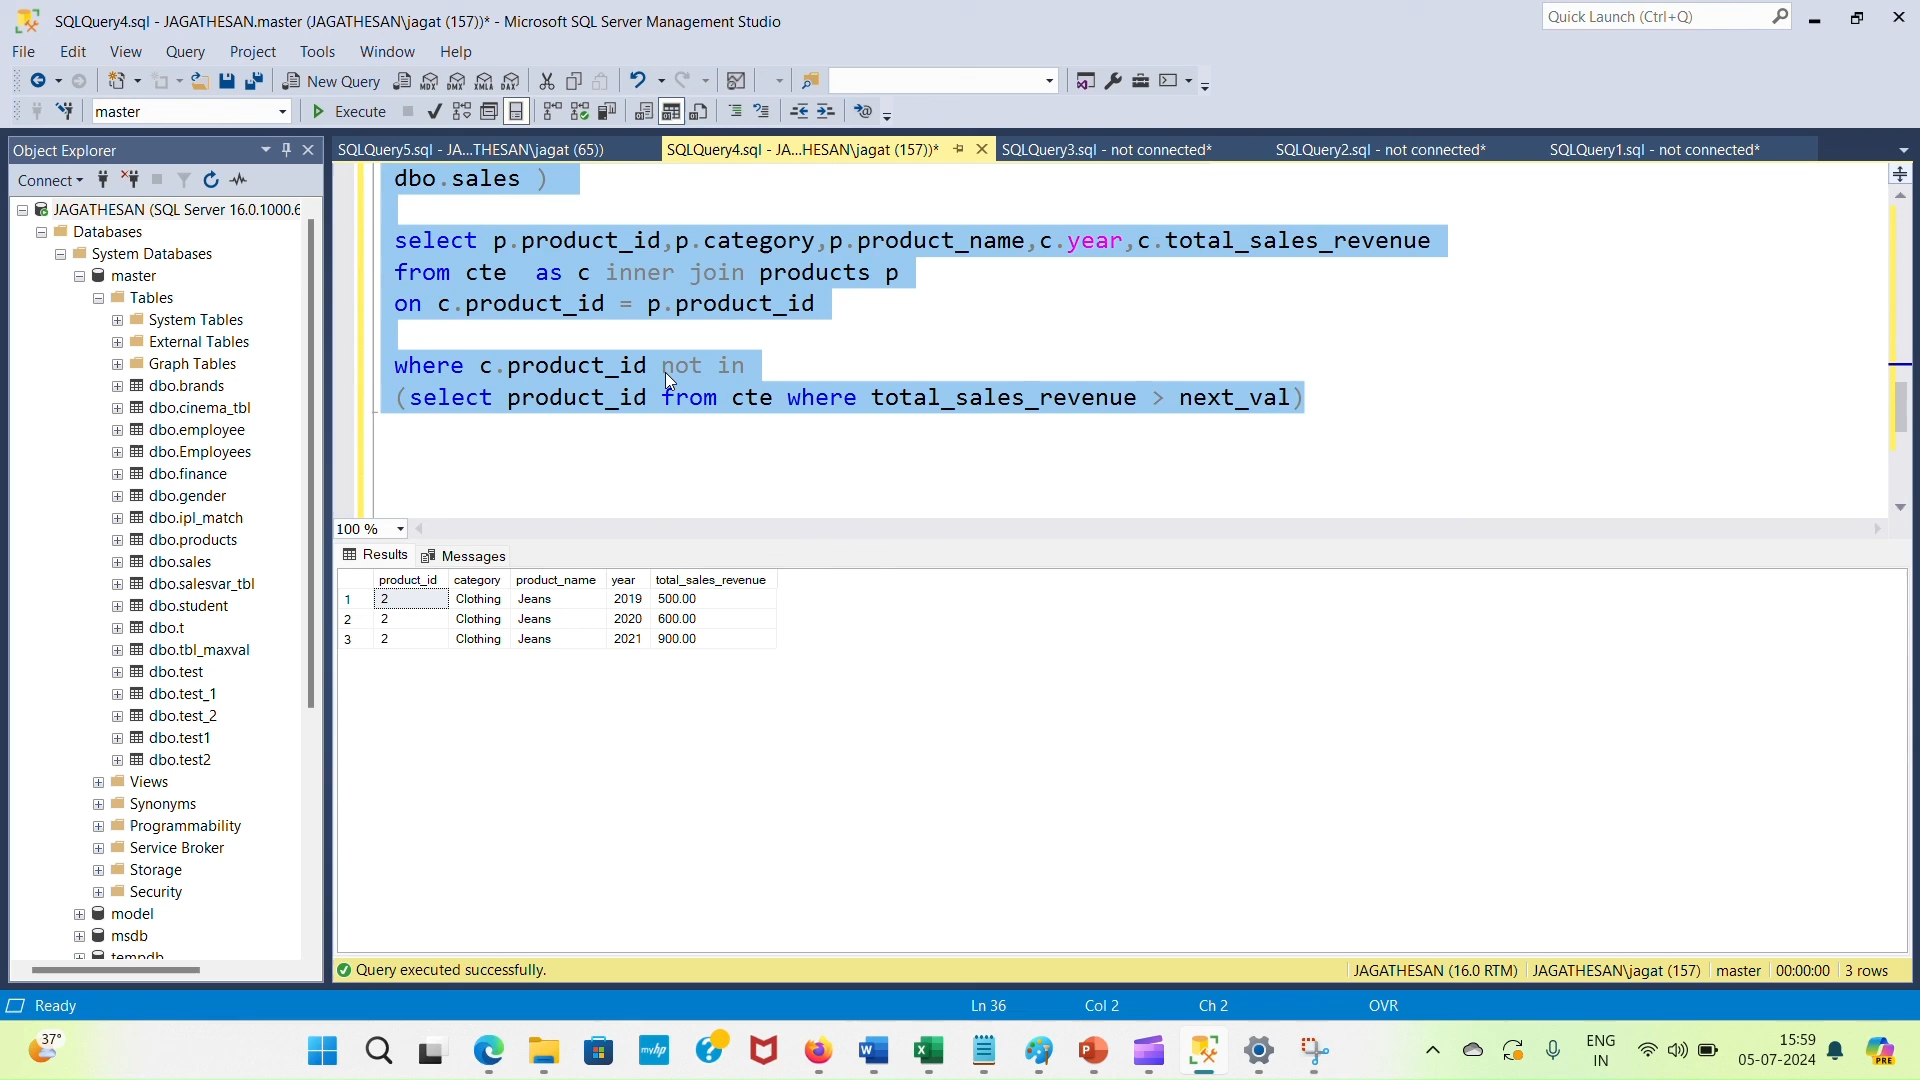 SQLQuery4.sql - JAGATHESAN.master (JAGATHESAN\jagat (157))* - Microsoft SQL Server Management Studio
Quick Launch (Ctrl+Q)
File Edit View Query Project Tools Window Help
New Query
MDX DMX XMLA DAX
master
Execute
Object Explorer
SQLQuery5.sql - JA...THESAN\jagat (65))
SQLQuery4.sql - JA...HESAN\jagat (157))*
SQLQuery3.sql - not connected*
SQLQuery2.sql - not connected*
SQLQuery1.sql - not connected*
Connect
JAGATHESAN (SQL Server 16.0.1000.6
Databases
System Databases
master
Tables
System Tables
External Tables
Graph Tables
dbo.brands
dbo.cinema_tbl
dbo.employee
dbo.Employees
dbo.finance
dbo.gender
dbo.ipl_match
dbo.products
dbo.sales
dbo.salesvar_tbl
dbo.student
dbo.t
dbo.tbl_maxval
dbo.test
dbo.test_1
dbo.test_2
dbo.test1
dbo.test2
Views
Synonyms
Programmability
Service Broker
Storage
Security
model
msdb
tempdb
dbo.sales )
select p.product_id,p.category,p.product_name,c.year,c.total_sales_revenue
from cte as c inner join products p
on c.product_id = p.product_id
where c.product_id not in
(select product_id from cte where total_sales_revenue > next_val)
100 %
Results Messages
product_id category product_name year total_sales_revenue
1 2 Clothing Jeans 2019 500.00
2 2 Clothing Jeans 2020 600.00
3 2 Clothing Jeans 2021 900.00
Query executed successfully.
JAGATHESAN (16.0 RTM) JAGATHESAN\jagat (157) master 00:00:00 3 rows
Ready
Ln 36 Col 2 Ch 2 OVR
37°
myhp
ENG
IN
15:59
05-07-2024
PRE